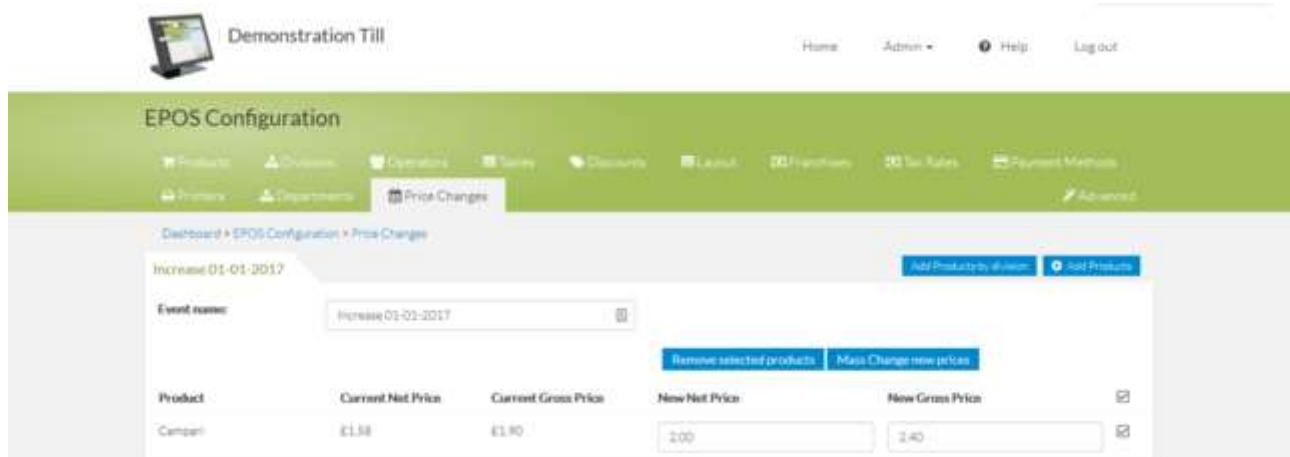 Demonstration Till
Home Admin Help Log out
EPOS Configuration
Products Divisions Operators Tables Discounts Layout Franchises Tax Rates Payment Methods
Printers Departments Price Changes Advanced
Dashboard > EPOS Configuration > Price Changes
Increase 01-01-2017 Add Products by division Add Products
Event name: Increase 01-01-2017
Remove selected products Mass Change new prices
Product Current Net Price Current Gross Price New Net Price New Gross Price
Campari £1.58 £1.90 2.00 2.40